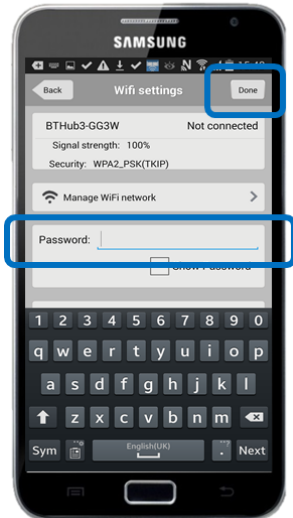 SAMSUNG
Back Wifi settings Done
BTHub3-GG3W Not connected
Signal strength: 100%
Security: WPA2_PSK(TKIP)
Manage WiFi network >
Password:
Show Password
1 2 3 4 5 6 7 8 9 0
q w e r t y u i o p
a s d f g h j k l
z x c v b n m
Sym English(UK) . Next